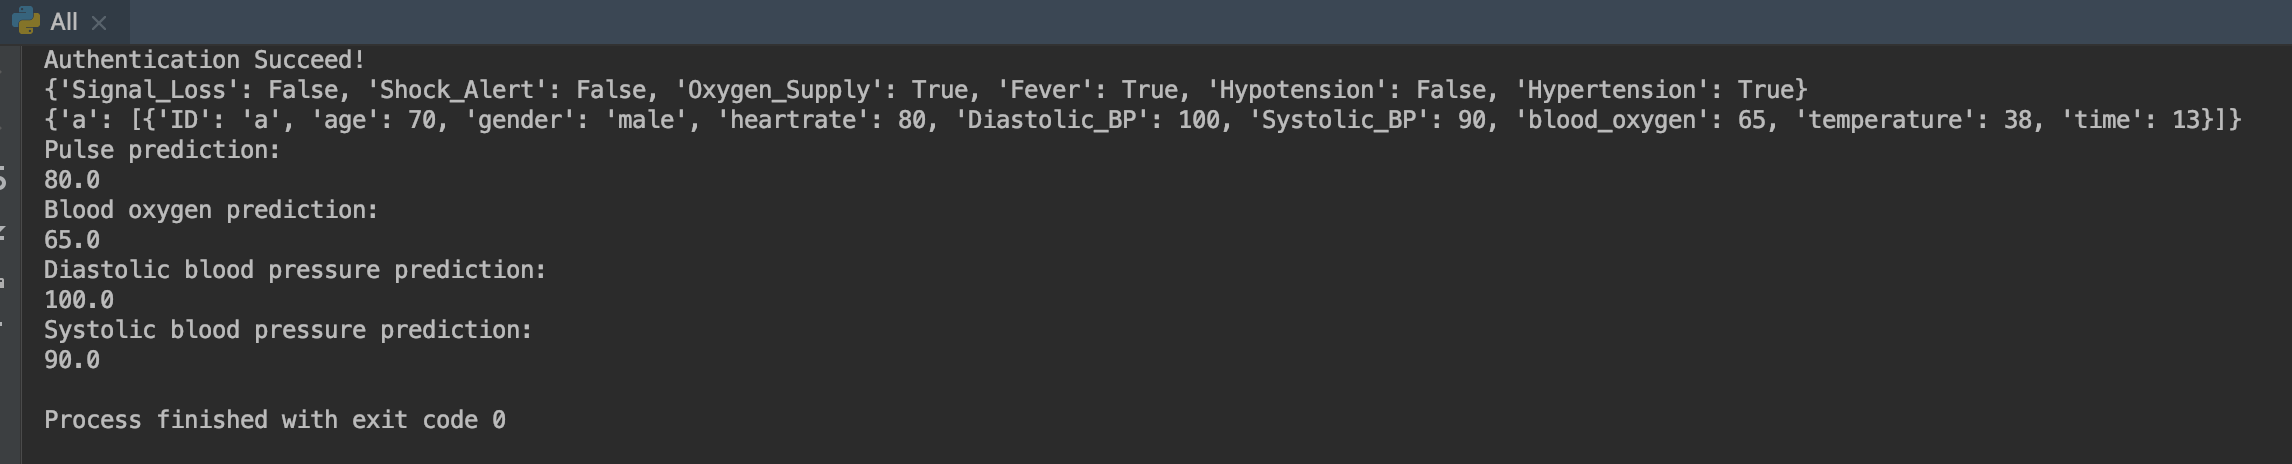 All
Authentication Succeed!
{'Signal_Loss': False, 'Shock_Alert': False, 'Oxygen_Supply': True, 'Fever': True, 'Hypotension': False, 'Hypertension': True}
{'a': [{'ID': 'a', 'age': 70, 'gender': 'male', 'heartrate': 80, 'Diastolic_BP': 100, 'Systolic_BP': 90, 'blood_oxygen': 65, 'temperature': 38, 'time': 13}]}
Pulse prediction:
80.0
Blood oxygen prediction:
65.0
Diastolic blood pressure prediction:
100.0
Systolic blood pressure prediction:
90.0
Process finished with exit code 0